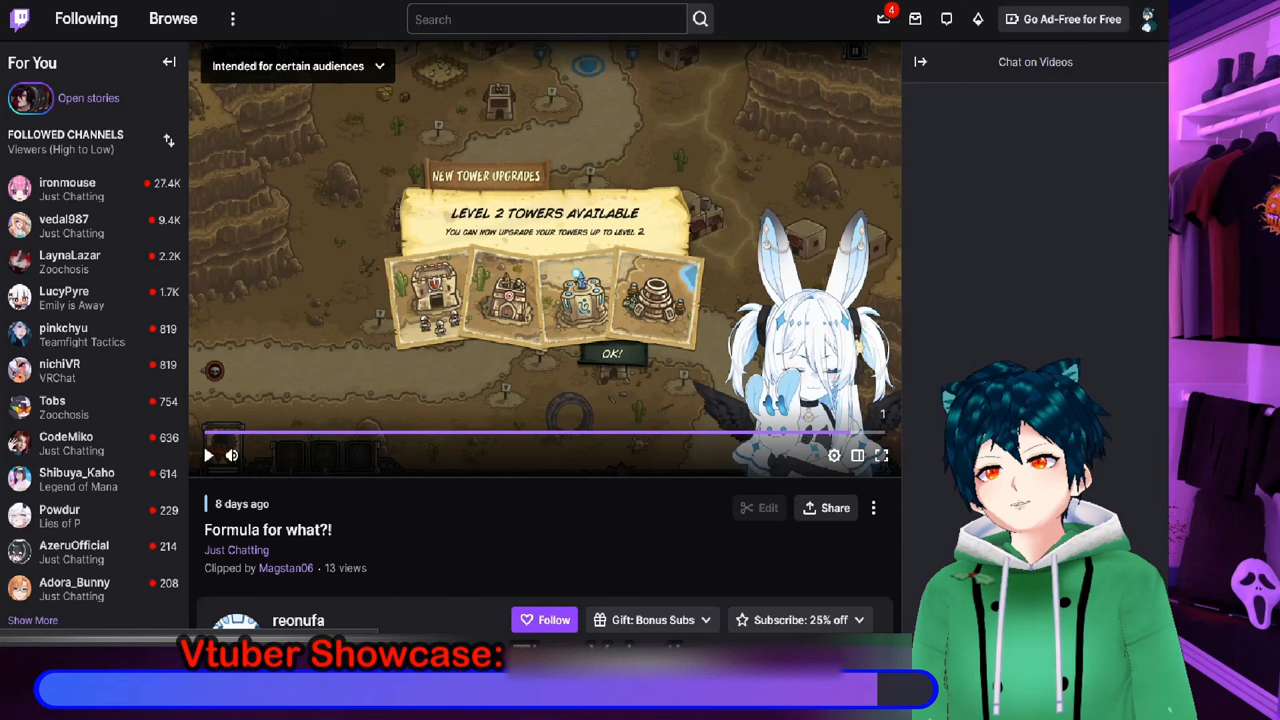 Following
Browse
Search
4
Go Ad-Free for Free
For You
Open stories
FOLLOWED CHANNELS
Viewers (High to Low)
ironmouse
27.4K
Just Chatting
vedal987
9.4K
Just Chatting
LaynaLazar
2.2K
Zoochosis
LucyPyre
1.7K
Emily is Away
pinkchyu
819
Teamfight Tactics
nichiVR
819
VRChat
Tobs
754
Zoochosis
CodeMiko
636
Just Chatting
Shibuya_Kaho
614
Legend of Mana
Powdur
229
Lies of P
AzeruOfficial
214
Just Chatting
Adora_Bunny
208
Just Chatting
Show More
Intended for certain audiences
NEW TOWER UPGRADES
LEVEL 2 TOWERS AVAILABLE
YOU CAN NOW UPGRADE YOUR TOWERS UP TO LEVEL 2.
OK!
1
8 days ago
Edit
Share
Formula for what?!
Just Chatting
Clipped by Magstan06 · 13 views
reonufa
Follow
Gift: Bonus Subs
Subscribe: 25% off
Chat on Videos
Vtuber Showcase: